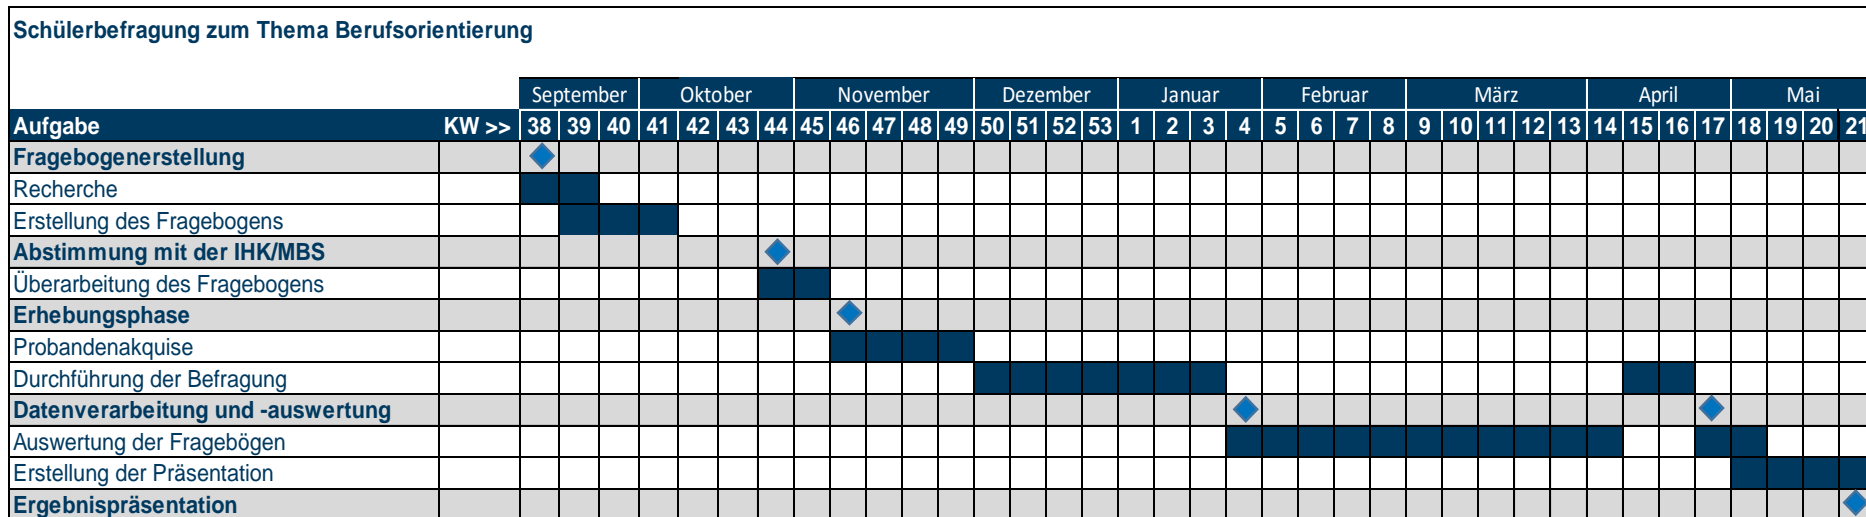 Schülerbefragung zum Thema Berufsorientierung
September Oktober November Dezember Januar Februar März April Mai
Aufgabe KW >> 38 39 40 41 42 43 44 45 46 47 48 49 50 51 52 53 1 2 3 4 5 6 7 8 9 10 11 12 13 14 15 16 17 18 19 20 21
Fragebogenerstellung
Recherche
Erstellung des Fragebogens
Abstimmung mit der IHK/MBS
Überarbeitung des Fragebogens
Erhebungsphase
Probandenakquise
Durchführung der Befragung
Datenverarbeitung und -auswertung
Auswertung der Fragebögen
Erstellung der Präsentation
Ergebnispräsentation